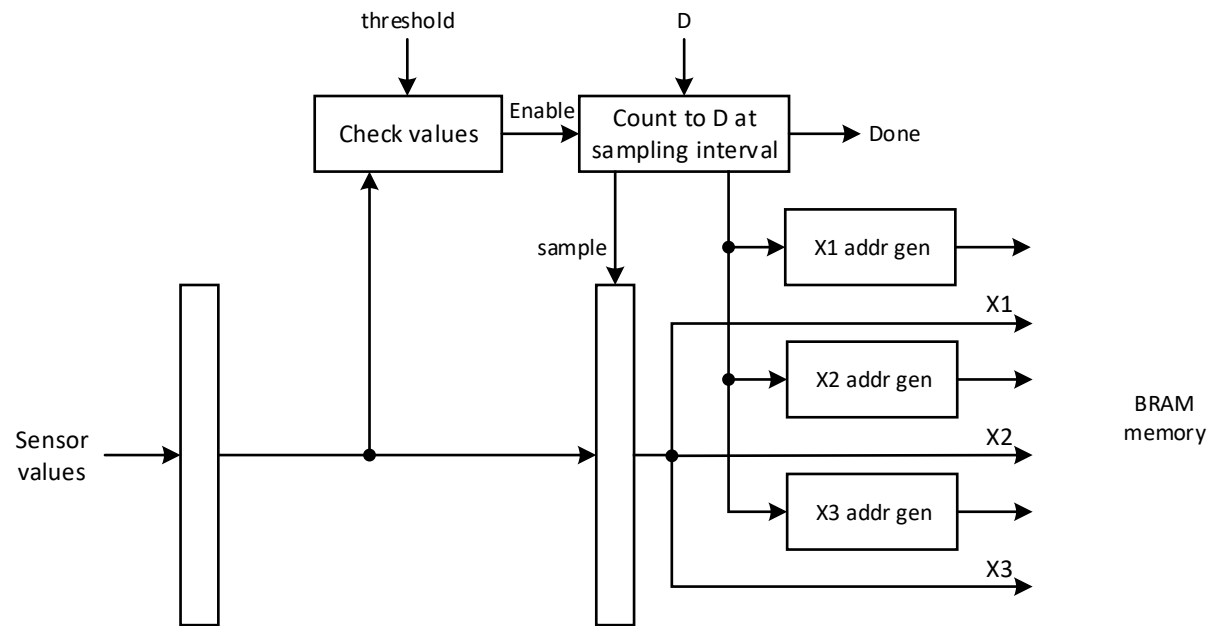 threshold
D
Check values
Enable
Count to D at
sampling interval
Done
sample
X1 addr gen
X1
X2 addr gen
BRAM
memory
Sensor
values
X2
X3 addr gen
X3